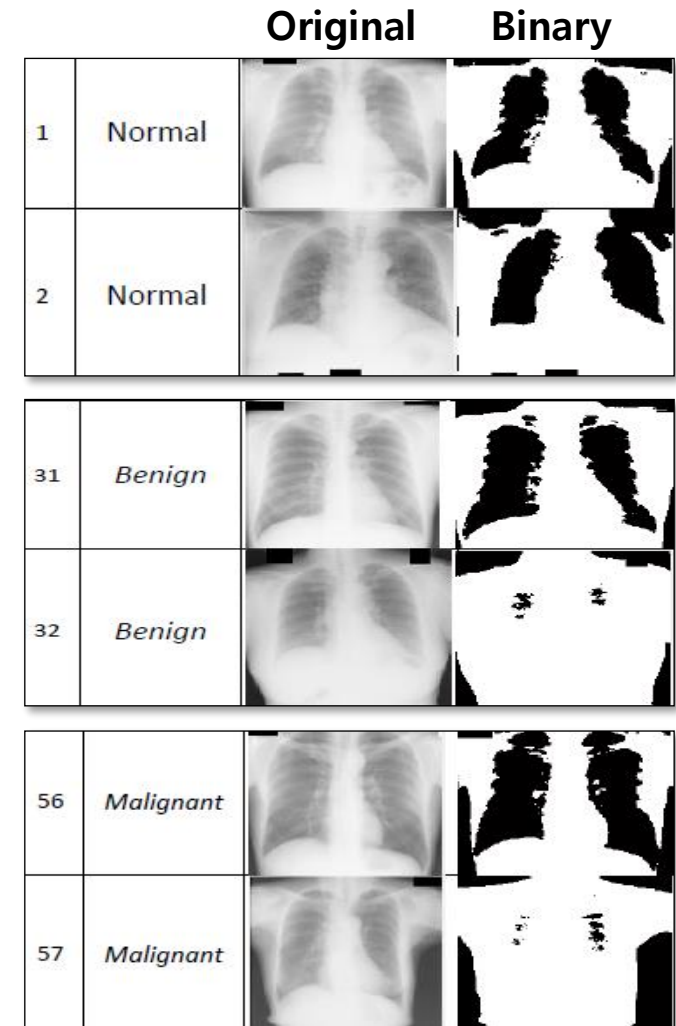 Original Binary
1 Normal
2 Normal
31 Benign
32 Benign
56 Malignant
57 Malignant